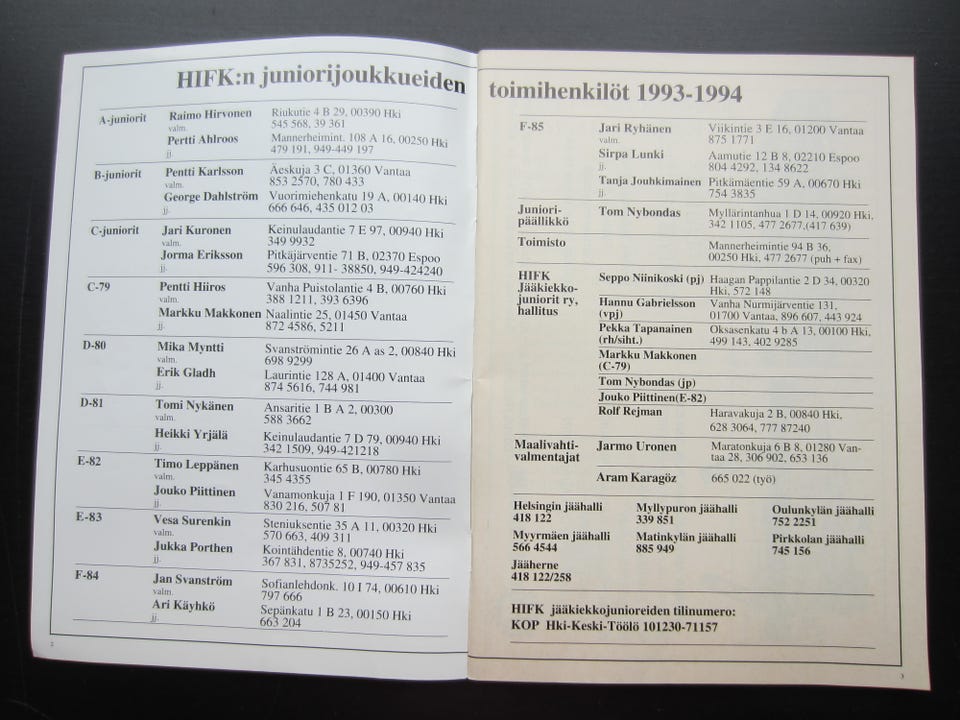 HIFK:n juniorijoukkueiden
A-juniorit Raimo Hirvonen Riukutie 4 B 29, 00390 Hki
valm. 545 568, 39 361
Pertti Ahlroos Mannerheimint. 108 A 16, 00250 Hki
jj. 479 191, 949-449 197
B-juniorit Pentti Karlsson Äeskuja 3 C, 01360 Vantaa
valm. 853 2570, 780 433
George Dahlström Vuorimiehenkatu 19 A, 00140 Hki
jj. 666 646, 435 012 03
C-juniorit Jari Kuronen Keinulaudantie 7 E 97, 00940 Hki
valm. 349 9932
Jorma Eriksson Pitkäjärventie 71 B, 02370 Espoo
jj. 596 308, 911- 38850, 949-424240
C-79 Pentti Hiiros Vanha Puistolantie 4 B, 00760 Hki
valm. 388 1211, 393 6396
Markku Makkonen Naalintie 25, 01450 Vantaa
jj. 872 4586, 5211
D-80 Mika Myntti Svanströmintie 26 A as 2, 00840 Hki
valm. 698 9299
Erik Gladh Laurintie 128 A, 01400 Vantaa
jj. 874 5616, 744 981
D-81 Tomi Nykänen Ansaritie 1 B A 2, 00300
valm. 588 3662
Heikki Yrjälä Keinulaudantie 7 D 79, 00940 Hki
jj. 342 1509, 949-421218
E-82 Timo Leppänen Karhusuontie 65 B, 00780 Hki
valm. 345 4355
Jouko Piittinen Vanamonkuja 1 F 190, 01350 Vantaa
jj. 830 216, 507 81
E-83 Vesa Surenkin Steniuksentie 35 A 11, 00320 Hki
valm. 570 663, 409 311
Jukka Porthen Kointähdentie 8, 00740 Hki
jj. 367 831, 8735252, 949-457 835
F-84 Jan Svanström Sofianlehdonk. 10 I 74, 00610 Hki
valm. 797 666
Ari Käyhkö Sepänkatu 1 B 23, 00150 Hki
jj. 663 204
2
toimihenkilöt 1993-1994
F-85 Jari Ryhänen Viikintie 3 E 16, 01200 Vantaa
valm. 875 1771
Sirpa Lunki Aamutie 12 B 8, 02210 Espoo
jj. 804 4292, 134 8622
Tanja Jouhkimainen Pitkämäentie 59 A, 00670 Hki
jj. 754 3835
Juniori- Tom Nybondas Myllärintanhua 1 D 14, 00920 Hki,
päällikkö 342 1105, 477 2677,(417 639)
Toimisto Mannerheimintie 94 B 36,
00250 Hki, 477 2677 (puh + fax)
HIFK Seppo Niinikoski (pj) Haagan Pappilantie 2 D 34, 00320
Jääkiekko- Hki, 572 148
juniorit ry, Hannu Gabrielsson Vanha Nurmijärventie 131,
hallitus (vpj) 01700 Vantaa, 896 607, 443 924
Pekka Tapanainen Oksasenkatu 4 b A 13, 00100 Hki,
(rh/siht.) 499 143, 402 9285
Markku Makkonen
(C-79)
Tom Nybondas (jp)
Jouko Piittinen(E-82)
Rolf Rejman Haravakuja 2 B, 00840 Hki,
628 3064, 777 87240
Maalivahti- Jarmo Uronen Maratonkuja 6 B 8, 01280 Van-
valmentajat taa 28, 306 902, 653 136
Aram Karagöz 665 022 (työ)
Helsingin jäähalli Myllypuron jäähalli Oulunkylän jäähalli
418 122 339 851 752 2251
Myyrmäen jäähalli Matinkylän jäähalli Pirkkolan jäähalli
566 4544 885 949 745 156
Jääherne
418 122/258
HIFK jääkiekkojunioreiden tilinumero:
KOP Hki-Keski-Töölö 101230-71157
3